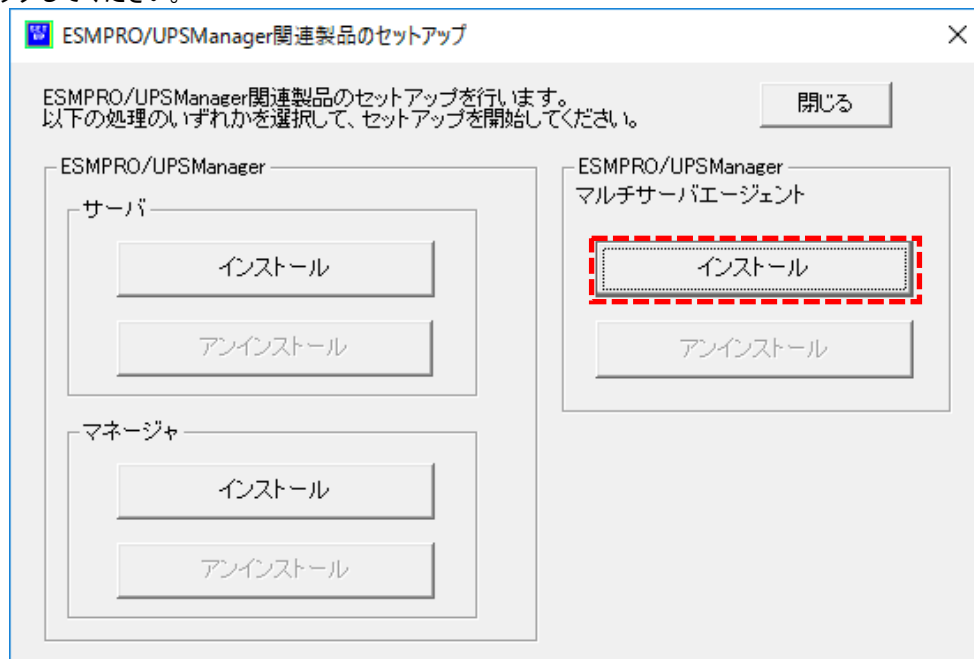 クしてください。
ESMPRO/UPSManager関連製品のセットアップ
ESMPRO/UPSManager関連製品のセットアップを行います。
以下の処理のいずれかを選択して、セットアップを開始してください。
閉じる
ESMPRO/UPSManager
サーバ
インストール
アンインストール
マネージャ
インストール
アンインストール
ESMPRO/UPSManager
マルチサーバエージェント
インストール
アンインストール